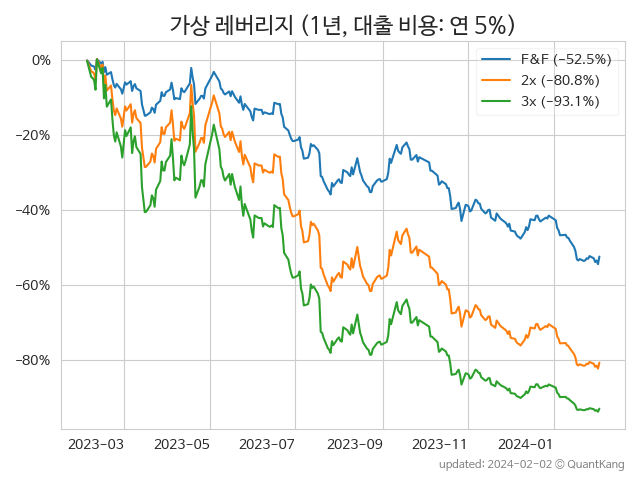 가상 레버리지 (1년, 대출 비용: 연 5%)
F&F (−52.5%)
2x (−80.8%)
3x (−93.1%)
0%
−20%
−40%
−60%
−80%
2023−03 2023−05 2023−07 2023−09 2023−11 2024−01
updated: 2024-02-02 © QuantKang